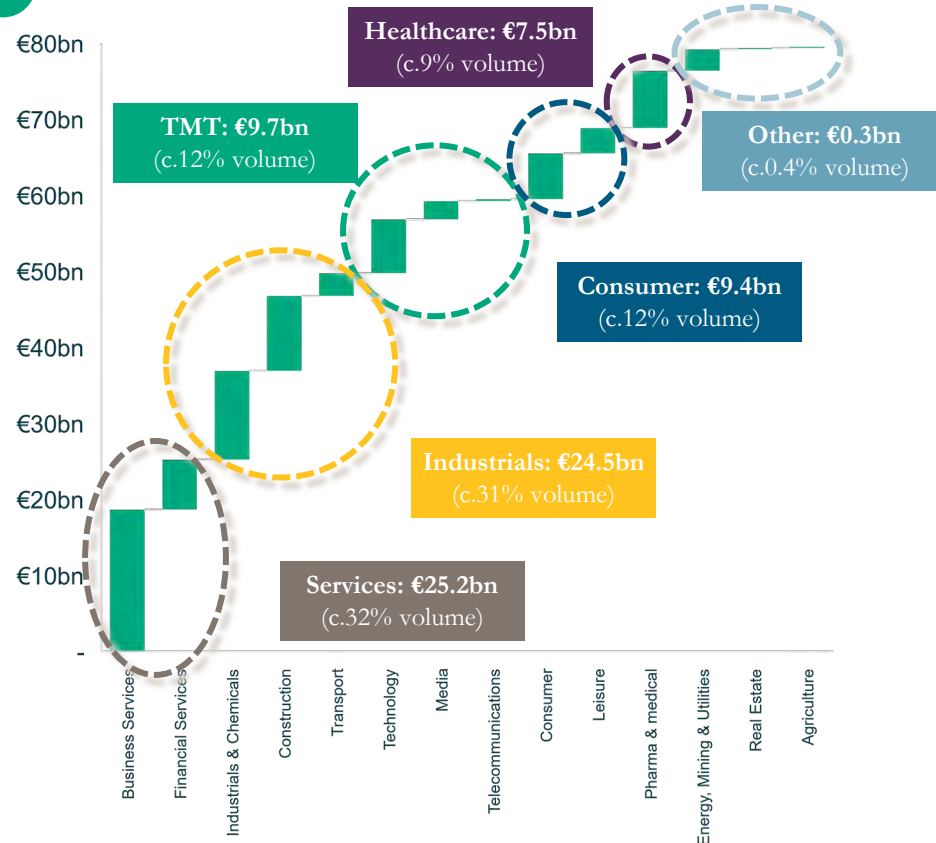 €80bn
€70bn
€60bn
€50bn
€40bn
€30bn
€20bn
€10bn
-
Healthcare: €7.5bn
(c.9% volume)
TMT: €9.7bn
(c.12% volume)
Other: €0.3bn
(c.0.4% volume)
Consumer: €9.4bn
(c.12% volume)
Industrials: €24.5bn
(c.31% volume)
Services: €25.2bn
(c.32% volume)
Business Services
Financial Services
Industrials & Chemicals
Construction
Transport
Technology
Media
Telecommunications
Consumer
Leisure
Pharma & medical
Energy, Mining & Utilities
Real Estate
Agriculture